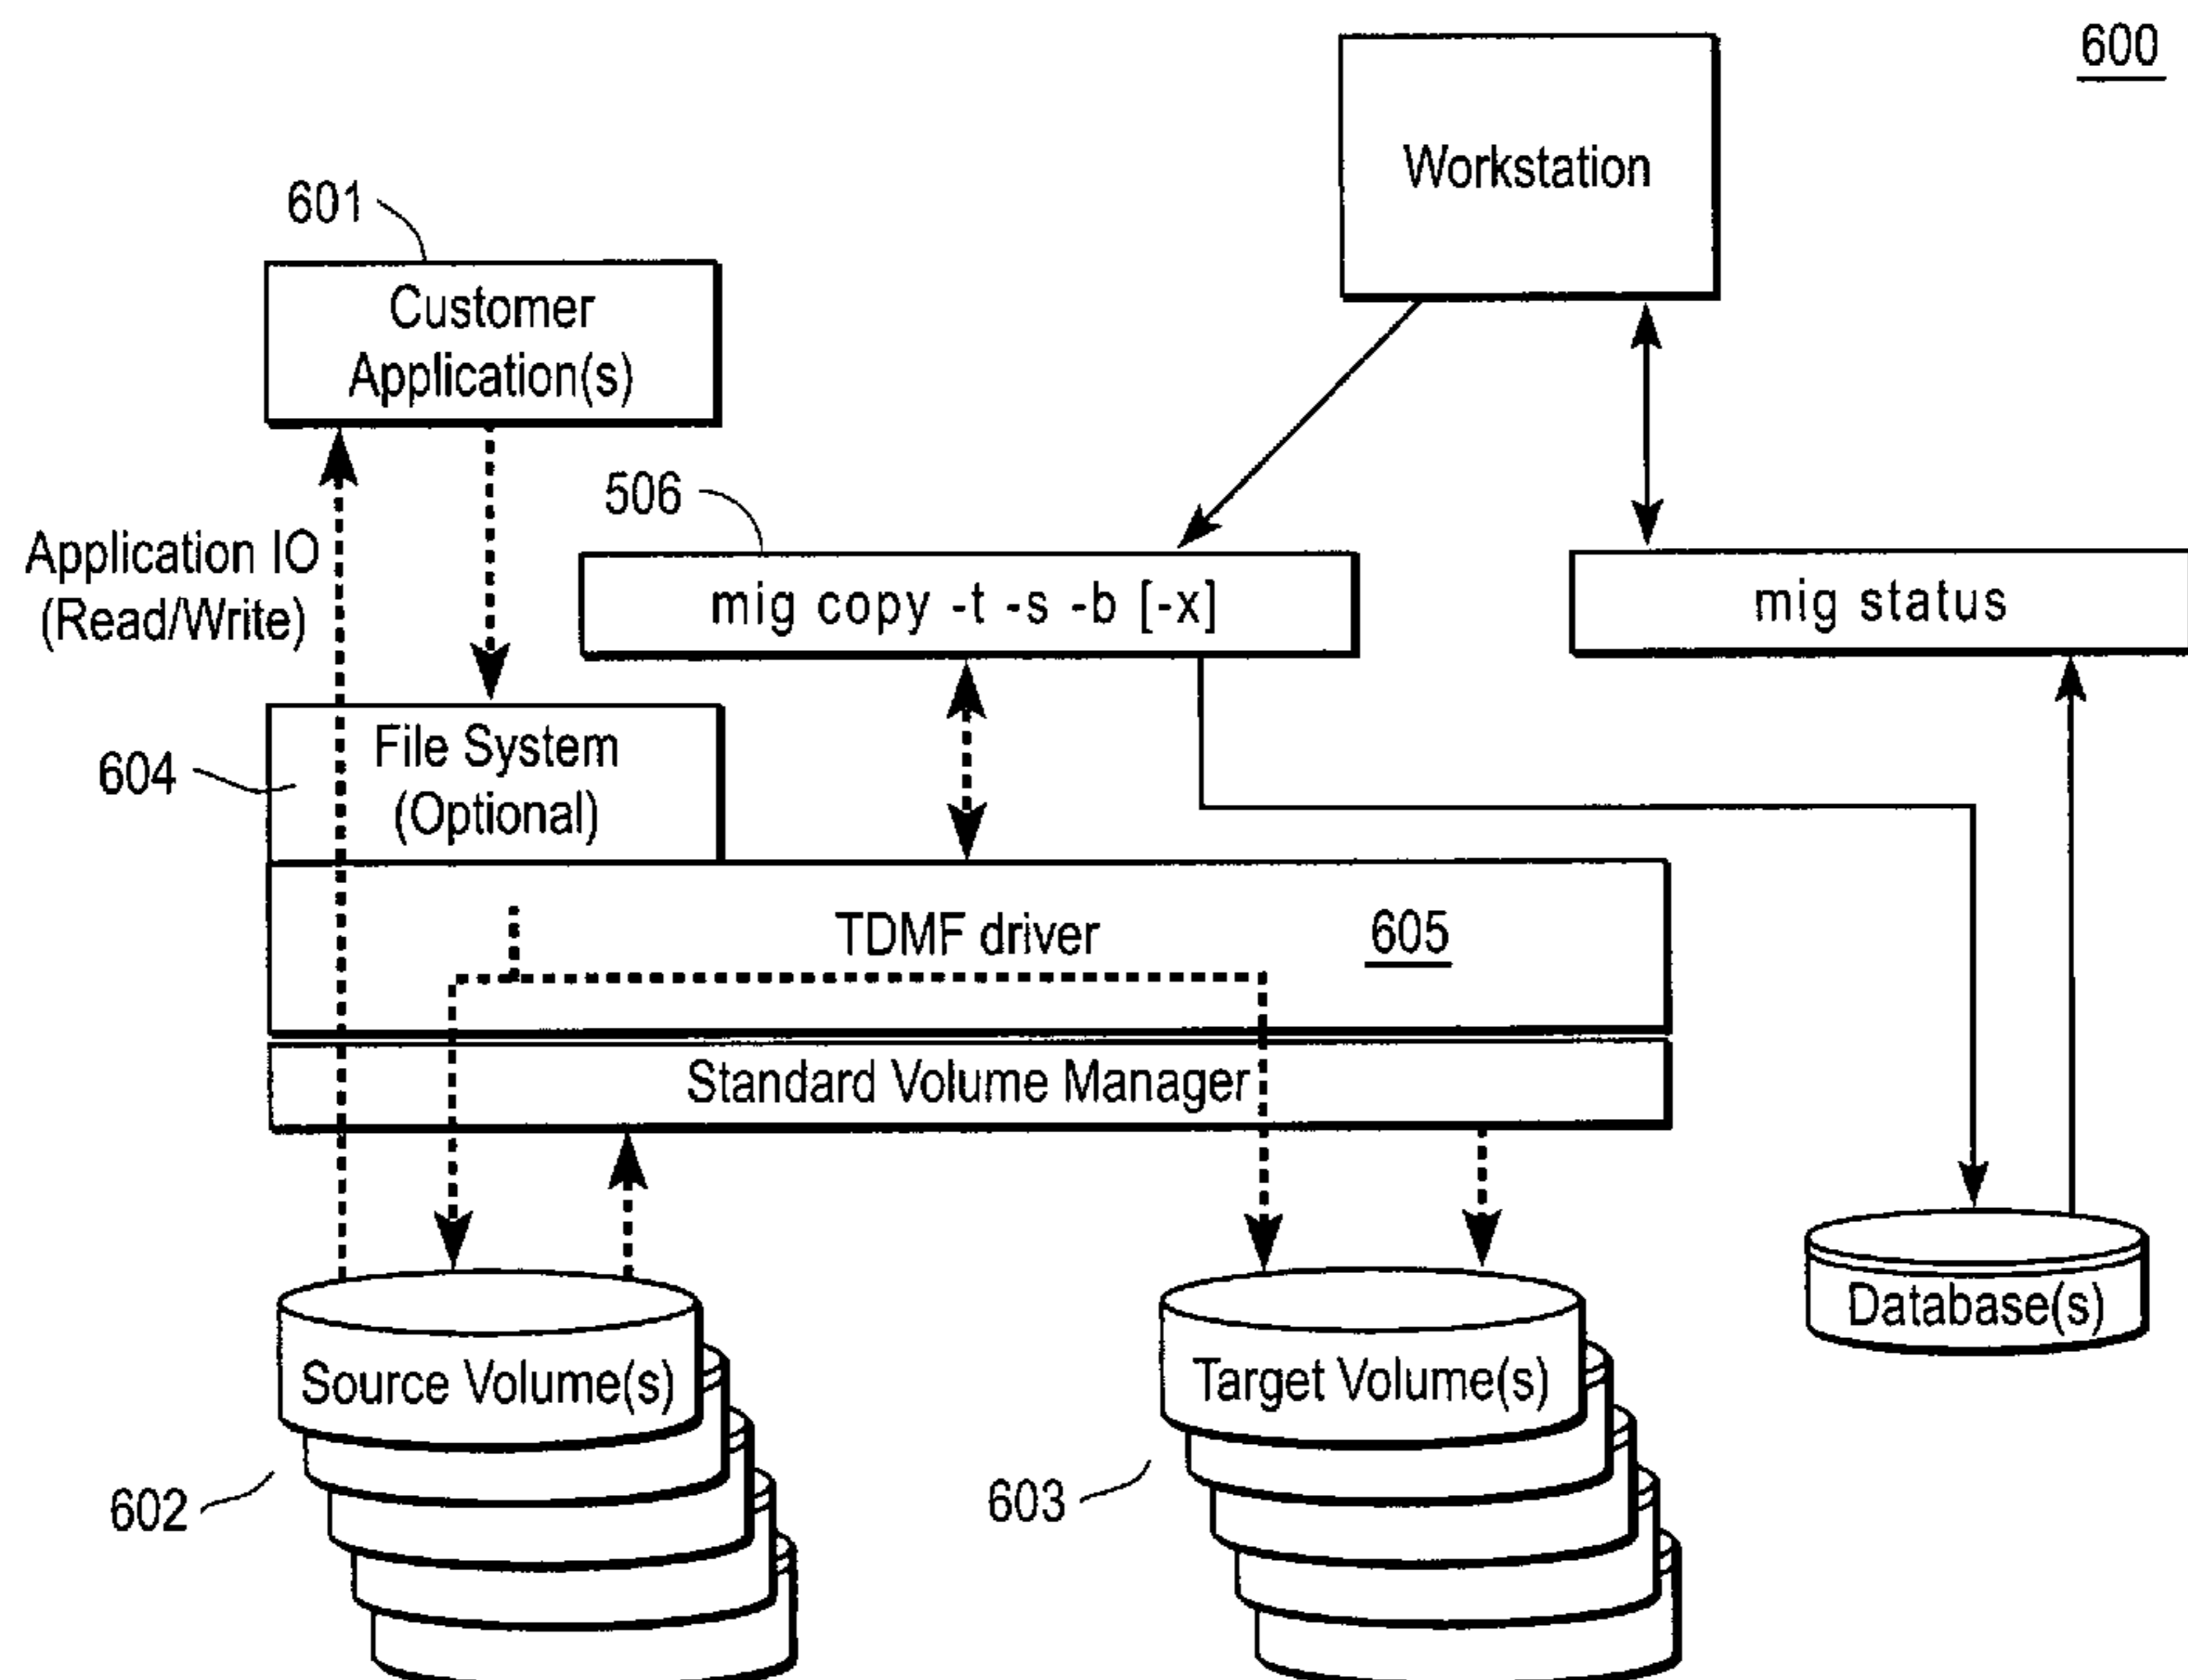 600
Workstation
601
Customer
Application(s)
506
Application IO
(Read/Write)
mig copy -t -s -b [-x]
mig status
604
File System
(Optional)
TDMF driver
605
Standard Volume Manager
Database(s)
Source Volume(s)
Target Volume(s)
602
603